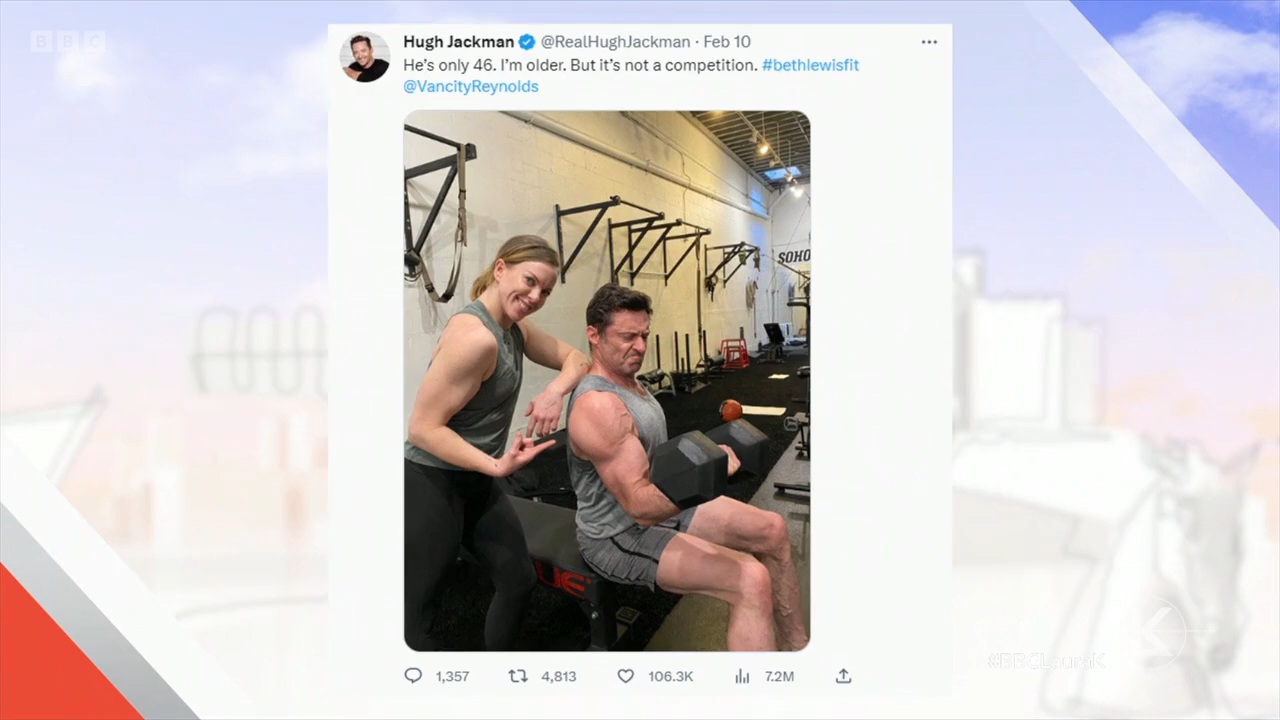 BBC
Hugh Jackman @RealHughJackman · Feb 10
He's only 46. I'm older. But it's not a competition. #bethlewisfit
@VancityReynolds
SOHO
UE
1,357 4,813 106.3K 7.2M
K
#BBCLauraK